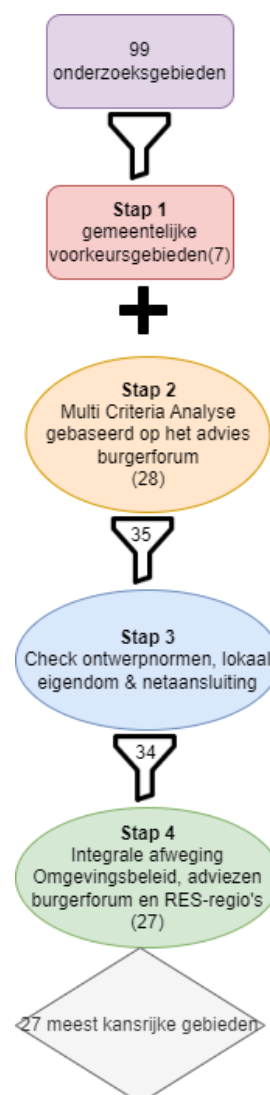 99
onderzoeksgebieden
Stap 1
gemeentelijke
voorkeursgebieden(7)
Stap 2
Multi Criteria Analyse
gebaseerd op het advies
burgerforum
(28)
35
Stap 3
Check ontwerpnormen, lokaal
eigendom & netaansluiting
34
Stap 4
Integrale afweging
Omgevingsbeleid, adviezen
burgerforum en RES-regio's
(27)
27 meest kansrijke gebieden